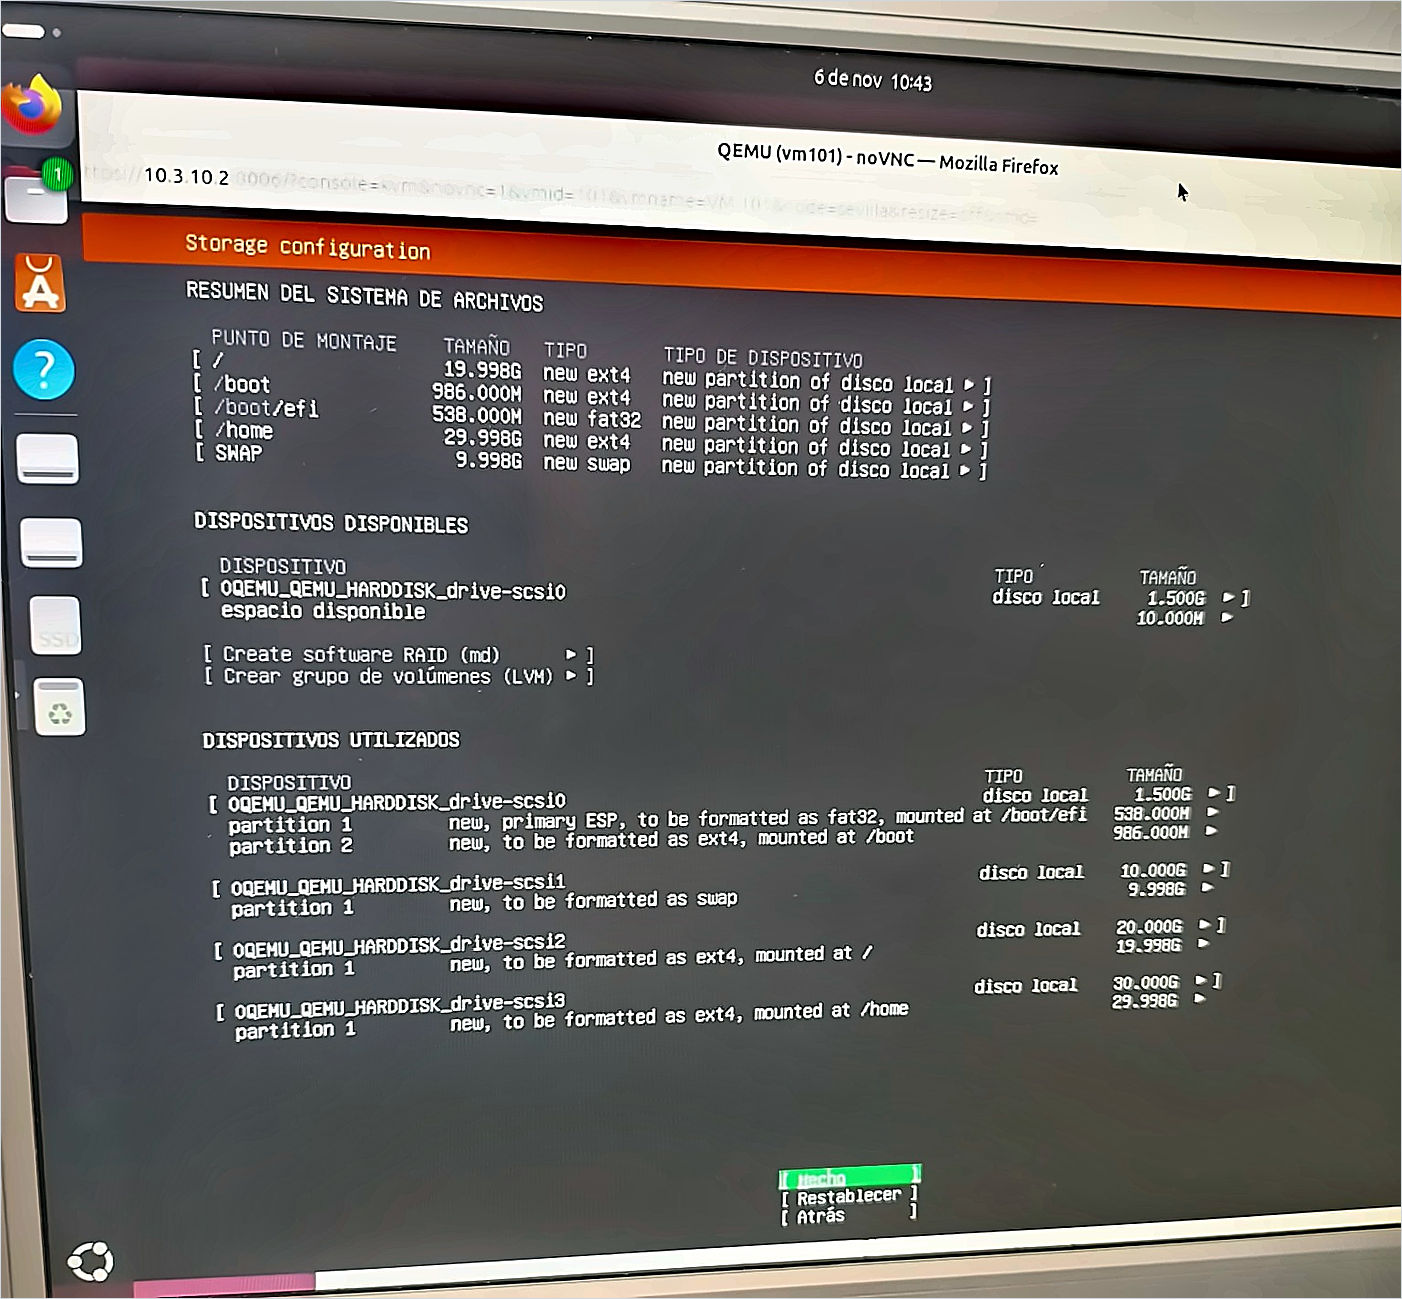 6 de nov 10:43
QEMU (vm101) - noVNC — Mozilla Firefox
10.3.10.2
Storage configuration
RESUMEN DEL SISTEMA DE ARCHIVOS
PUNTO DE MONTAJE TAMAÑO TIPO TIPO DE DISPOSITIVO
[ / 19.998G new ext4 new partition of disco local ▸ ]
[ /boot 986.000M new ext4 new partition of disco local ▸ ]
[ /boot/efi 538.000M new fat32 new partition of disco local ▸ ]
[ /home 29.998G new ext4 new partition of disco local ▸ ]
[ SWAP 9.998G new swap new partition of disco local ▸ ]
DISPOSITIVOS DISPONIBLES
DISPOSITIVO TIPO TAMAÑO
[ 0QEMU_QEMU_HARDDISK_drive-scsi0 disco local 1.500G ▸ ]
espacio disponible 10.000M ▸
[ Create software RAID (md) ▸ ]
[ Crear grupo de volúmenes (LVM) ▸ ]
DISPOSITIVOS UTILIZADOS
DISPOSITIVO TIPO TAMAÑO
[ 0QEMU_QEMU_HARDDISK_drive-scsi0 disco local 1.500G ▸ ]
partition 1 new, primary ESP, to be formatted as fat32, mounted at /boot/efi 538.000M ▸
partition 2 new, to be formatted as ext4, mounted at /boot 986.000M ▸
[ 0QEMU_QEMU_HARDDISK_drive-scsi1 disco local 10.000G ▸ ]
partition 1 new, to be formatted as swap 9.998G ▸
[ 0QEMU_QEMU_HARDDISK_drive-scsi2 disco local 20.000G ▸ ]
partition 1 new, to be formatted as ext4, mounted at / 19.998G ▸
[ 0QEMU_QEMU_HARDDISK_drive-scsi3 disco local 30.000G ▸ ]
partition 1 new, to be formatted as ext4, mounted at /home 29.998G ▸
[ Hecho ]
[ Restablecer ]
[ Atrás ]
1
SSD